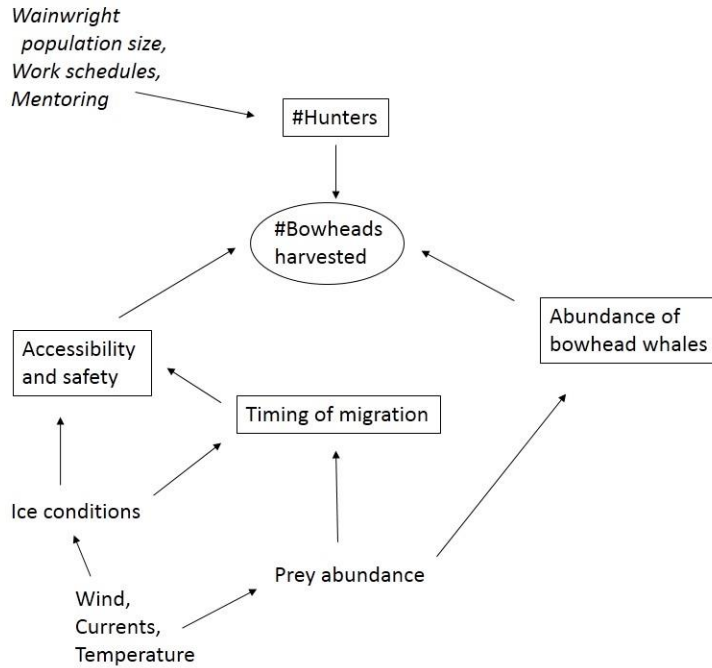 Wainwright
population size,
Work schedules,
Mentoring
#Hunters
#Bowheads
harvested
Abundance of
bowhead whales
Accessibility
and safety
Timing of migration
Ice conditions
Prey abundance
Wind,
Currents,
Temperature